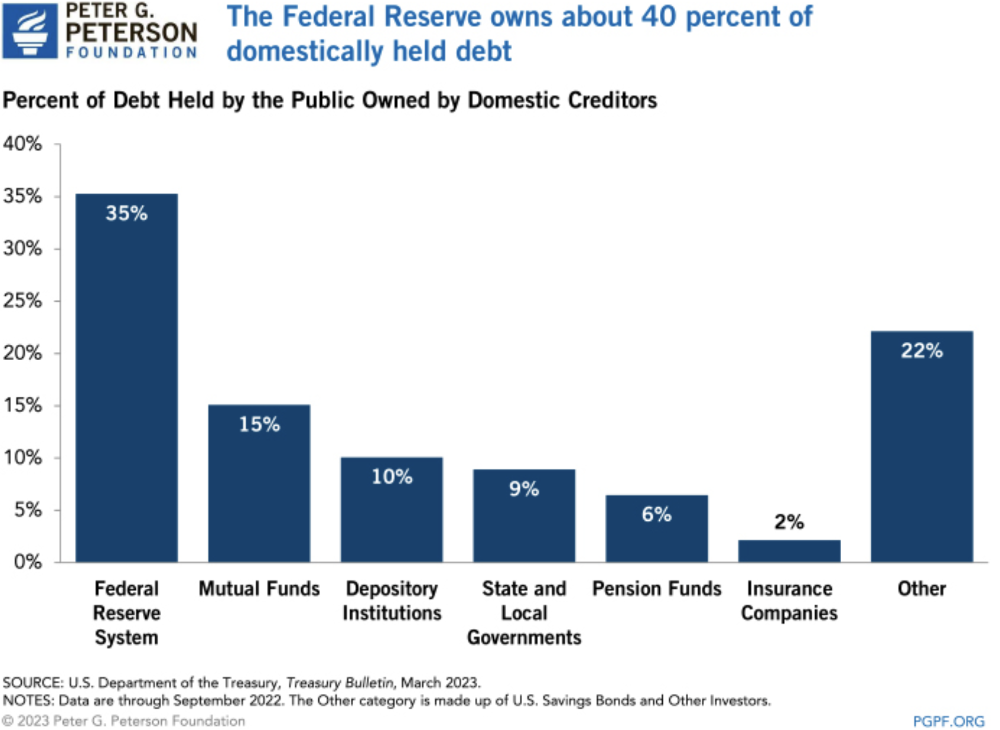 PETER G.
PETERSON
FOUNDATION
The Federal Reserve owns about 40 percent of
domestically held debt
Percent of Debt Held by the Public Owned by Domestic Creditors
40%
35%
30%
25%
20%
15%
10%
5%
0%
35%
15%
10%
9%
6%
2%
22%
Federal
Reserve
System
Mutual Funds
Depository
Institutions
State and
Local
Governments
Pension Funds
Insurance
Companies
Other
SOURCE: U.S. Department of the Treasury, Treasury Bulletin, March 2023.
NOTES: Data are through September 2022. The Other category is made up of U.S. Savings Bonds and Other Investors.
© 2023 Peter G. Peterson Foundation
PGPF.ORG